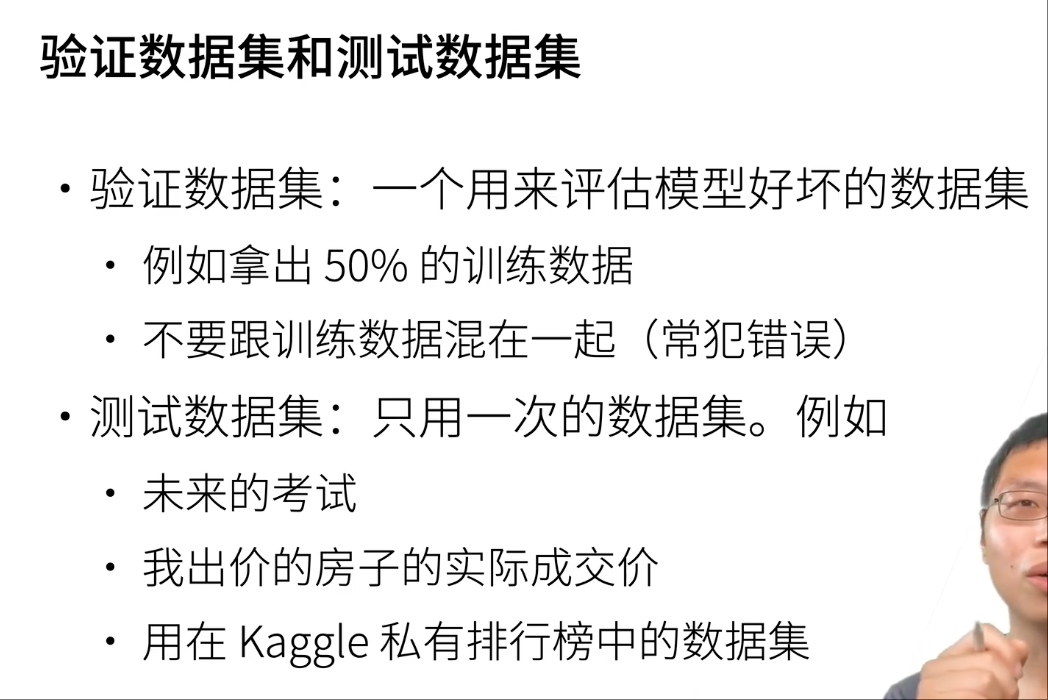 验证数据集和测试数据集
• 验证数据集：一个用来评估模型好坏的数据集
• 例如拿出 50% 的训练数据
• 不要跟训练数据混在一起（常犯错误）
• 测试数据集：只用一次的数据集。例如
• 未来的考试
• 我出价的房子的实际成交价
• 用在 Kaggle 私有排行榜中的数据集